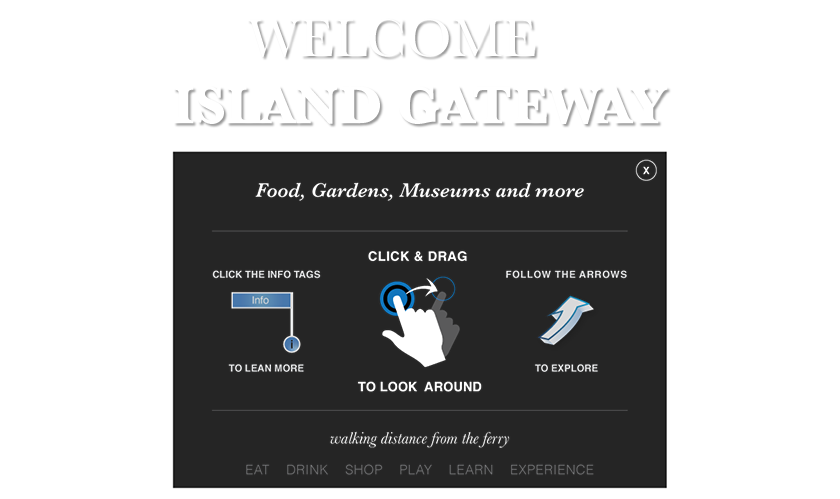 WELCOME
ISLAND GATEWAY
X
Food, Gardens, Museums and more
CLICK & DRAG
CLICK THE INFO TAGS
FOLLOW THE ARROWS
Info
i
TO LEAN MORE
TO EXPLORE
TO LOOK AROUND
walking distance from the ferry
EAT DRINK SHOP PLAY LEARN EXPERIENCE